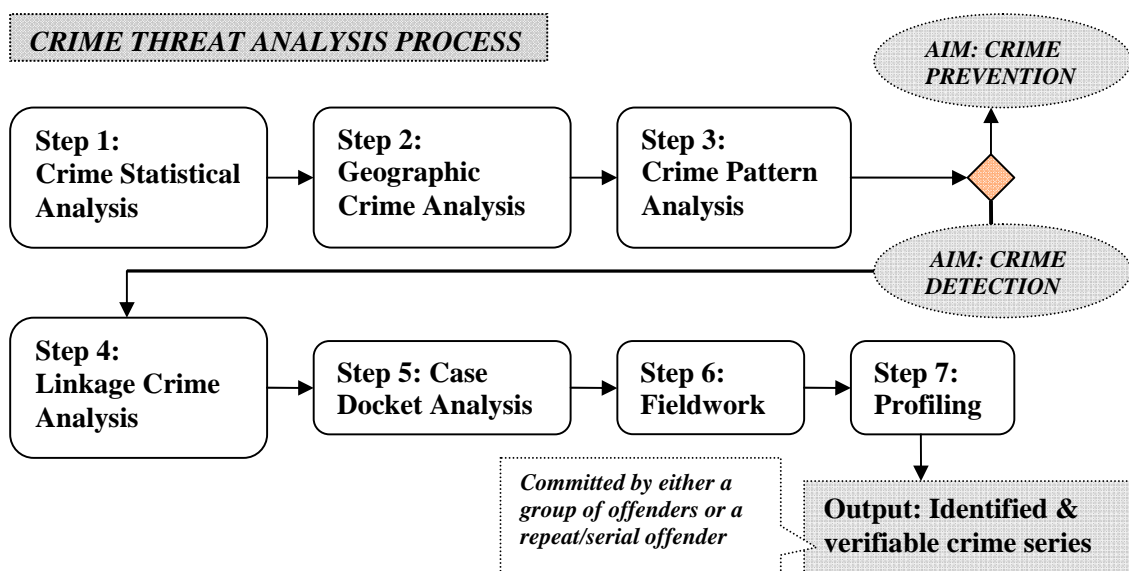 CRIME THREAT ANALYSIS PROCESS
AIM: CRIME
PREVENTION
Step 1:
Crime Statistical
Analysis
Step 2:
Geographic
Crime Analysis
Step 3:
Crime Pattern
Analysis
AIM: CRIME
DETECTION
Step 4:
Linkage Crime
Analysis
Step 5: Case
Docket Analysis
Step 6:
Fieldwork
Step 7:
Profiling
Committed by either a
group of offenders or a
repeat/serial offender
Output: Identified &
verifiable crime series